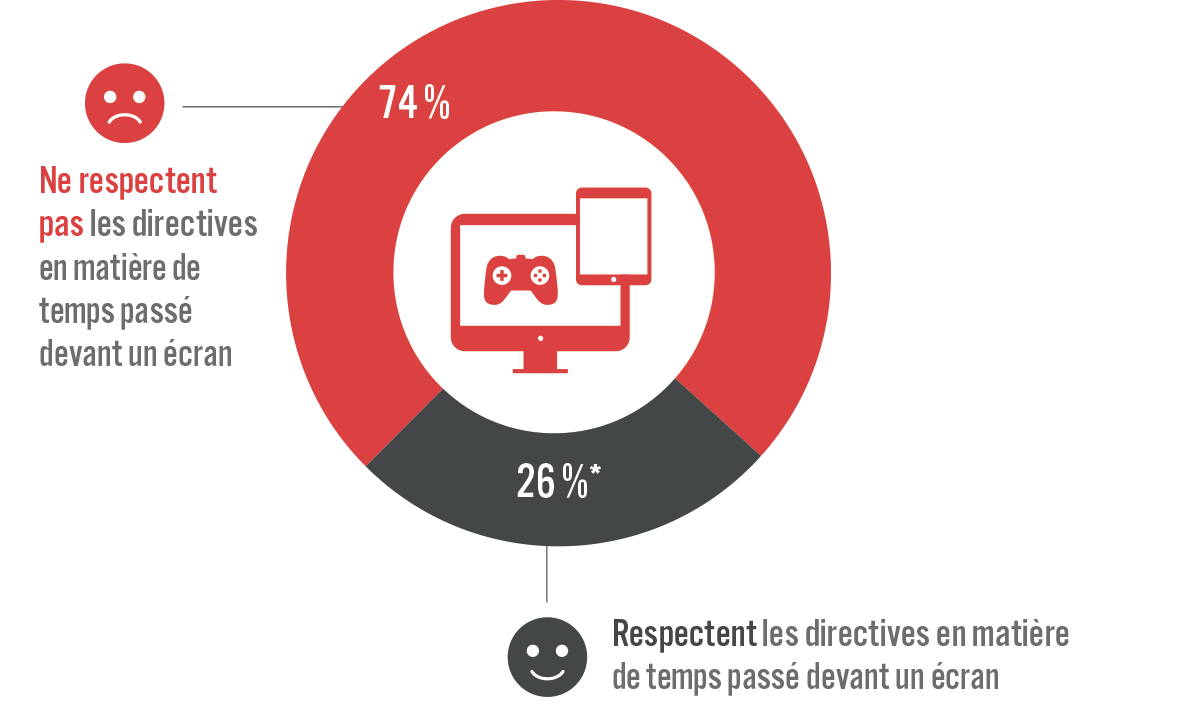 74 %
Ne respectent
pas les directives
en matière de
temps passé
devant un écran
26 %*
Respectent les directives en matière
de temps passé devant un écran